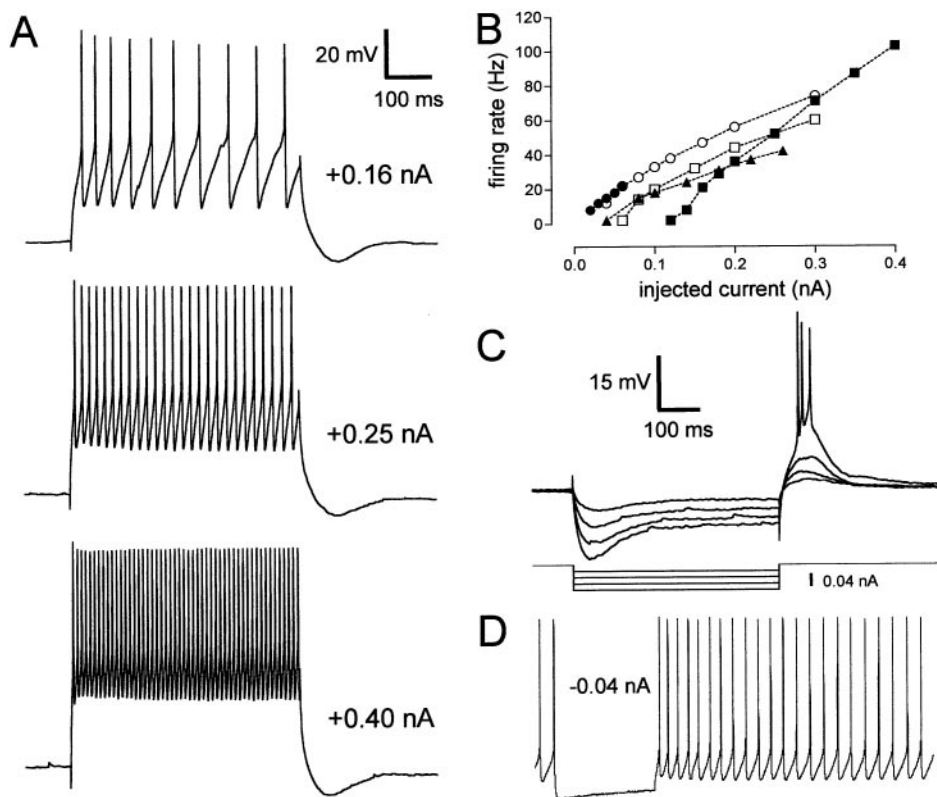 A
20 mV
100 ms
+0.16 nA
+0.25 nA
+0.40 nA
B
firing rate (Hz)
120
100
80
60
40
20
0
0.0 0.1 0.2 0.3 0.4
injected current (nA)
C
15 mV
100 ms
0.04 nA
D
-0.04 nA